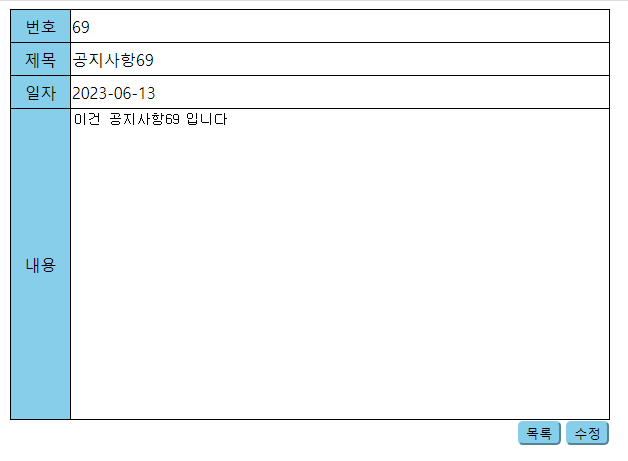 번호 69
제목 공지사항69
일자 2023-06-13
이건 공지사항69 입니다
내용
목록 수정